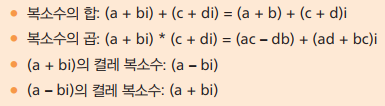 • 복소수의 합: (a + bi) + (c + di) = (a + b) + (c + d)i
• 복소수의 곱: (a + bi) * (c + di) = (ac – db) + (ad + bc)i
• (a + bi)의 켤레 복소수: (a – bi)
• (a – bi)의 켤레 복소수: (a + bi)